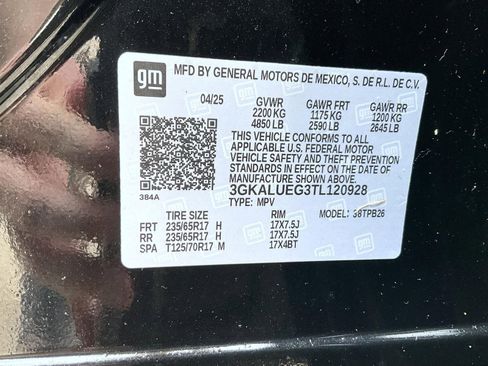 gm
MFD BY GENERAL MOTORS DE MEXICO, S. DE R.L. DE C.V.
04/25 GVWR GAWR FRT GAWR RR
2200 KG 1175 KG 1200 KG
4850 LB 2590 LB 2645 LB
THIS VEHICLE CONFORMS TO ALL
APPLICABLE U.S. FEDERAL MOTOR
VEHICLE SAFETY AND THEFT PREVENTION
STANDARDS IN EFFECT ON THE DATE OF
MANUFACTURE SHOWN ABOVE.
384A
3GKALUEG3TL120928
TYPE: MPV MODEL: 38TPB26
TIRE SIZE RIM
FRT 235/65R17 H 17X7.5J
RR 235/65R17 H 17X7.5J
SPA T125/70R17 M 17X4BT